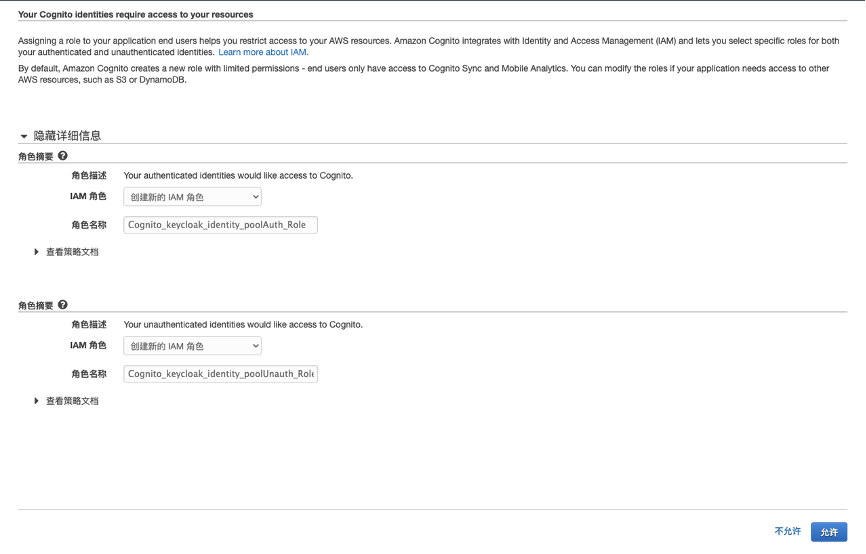 Your Cognito identities require access to your resources
Assigning a role to your application end users helps you restrict access to your AWS resources. Amazon Cognito integrates with Identity and Access Management (IAM) and lets you select specific roles for both
your authenticated and unauthenticated identities. Learn more about IAM.
By default, Amazon Cognito creates a new role with limited permissions - end users only have access to Cognito Sync and Mobile Analytics. You can modify the roles if your application needs access to other
AWS resources, such as S3 or DynamoDB.
隐藏详细信息
角色摘要
角色描述 Your authenticated identities would like access to Cognito.
IAM 角色 创建新的 IAM 角色
角色名称 Cognito_keycloak_identity_poolAuth_Role
查看策略文档
角色摘要
角色描述 Your unauthenticated identities would like access to Cognito.
IAM 角色 创建新的 IAM 角色
角色名称 Cognito_keycloak_identity_poolUnauth_Role
查看策略文档
不允许 允许